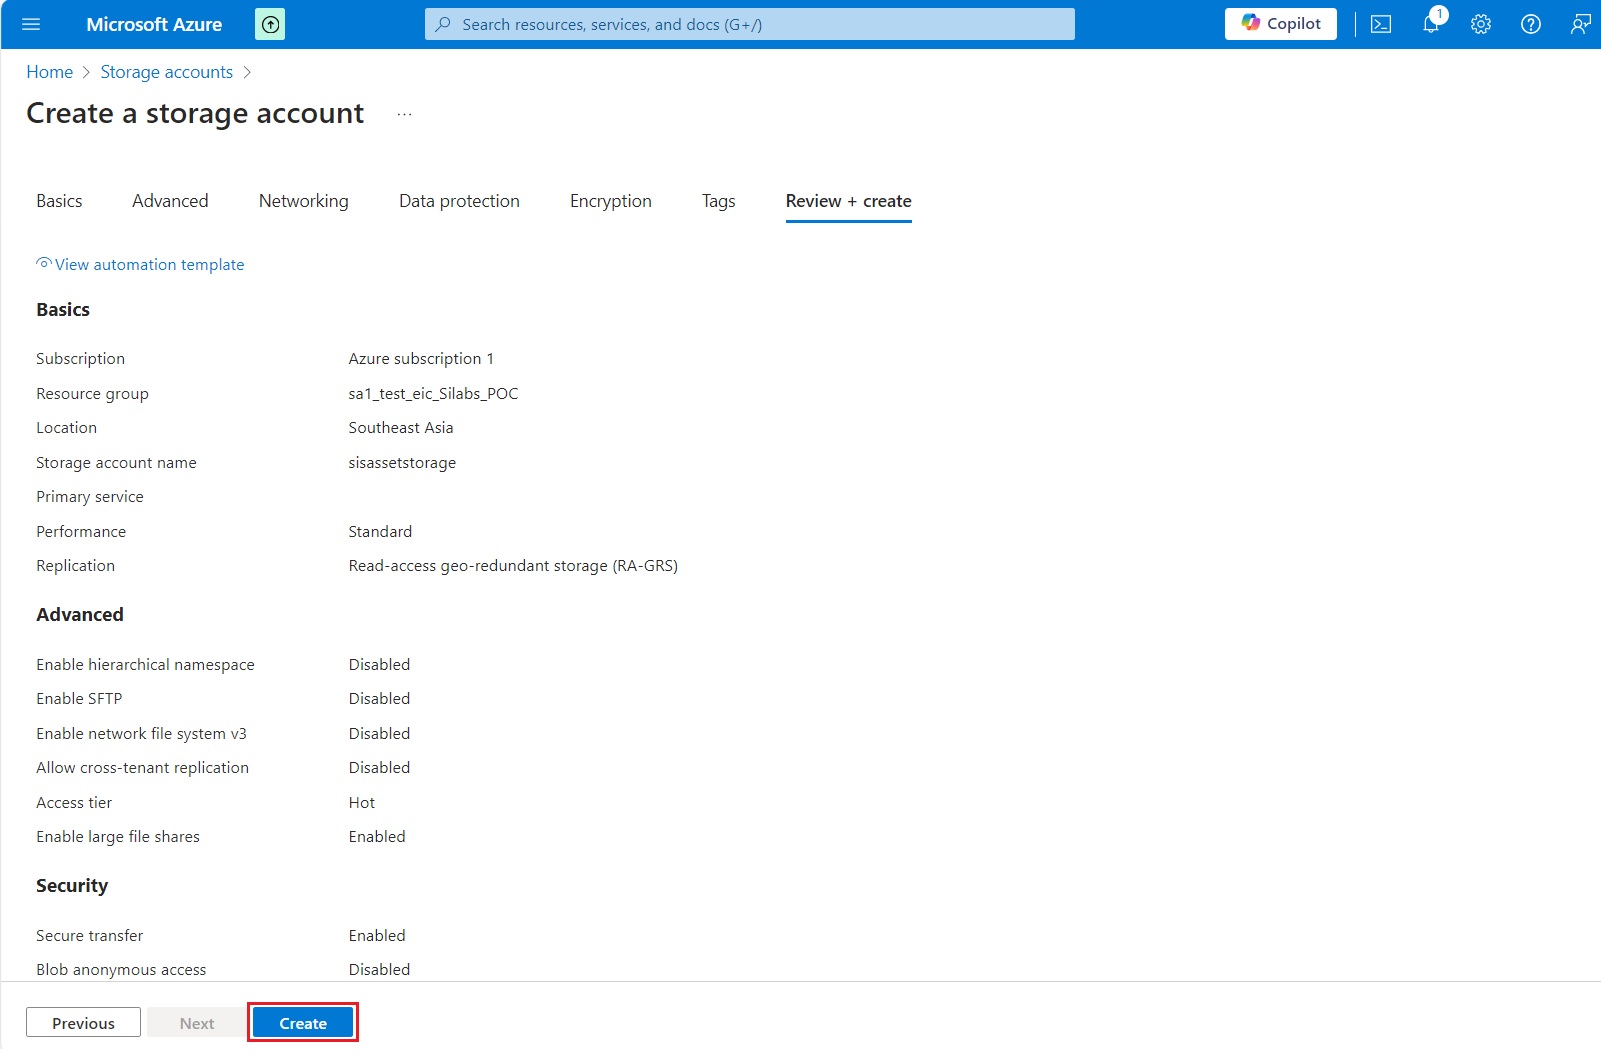 Microsoft Azure
Search resources, services, and docs (G+/)
Copilot
1
Home > Storage accounts >
Create a storage account ...
Basics Advanced Networking Data protection Encryption Tags Review + create
View automation template
Basics
Subscription Azure subscription 1
Resource group sa1_test_eic_Silabs_POC
Location Southeast Asia
Storage account name sisassetstorage
Primary service
Performance Standard
Replication Read-access geo-redundant storage (RA-GRS)
Advanced
Enable hierarchical namespace Disabled
Enable SFTP Disabled
Enable network file system v3 Disabled
Allow cross-tenant replication Disabled
Access tier Hot
Enable large file shares Enabled
Security
Secure transfer Enabled
Blob anonymous access Disabled
Previous Next Create